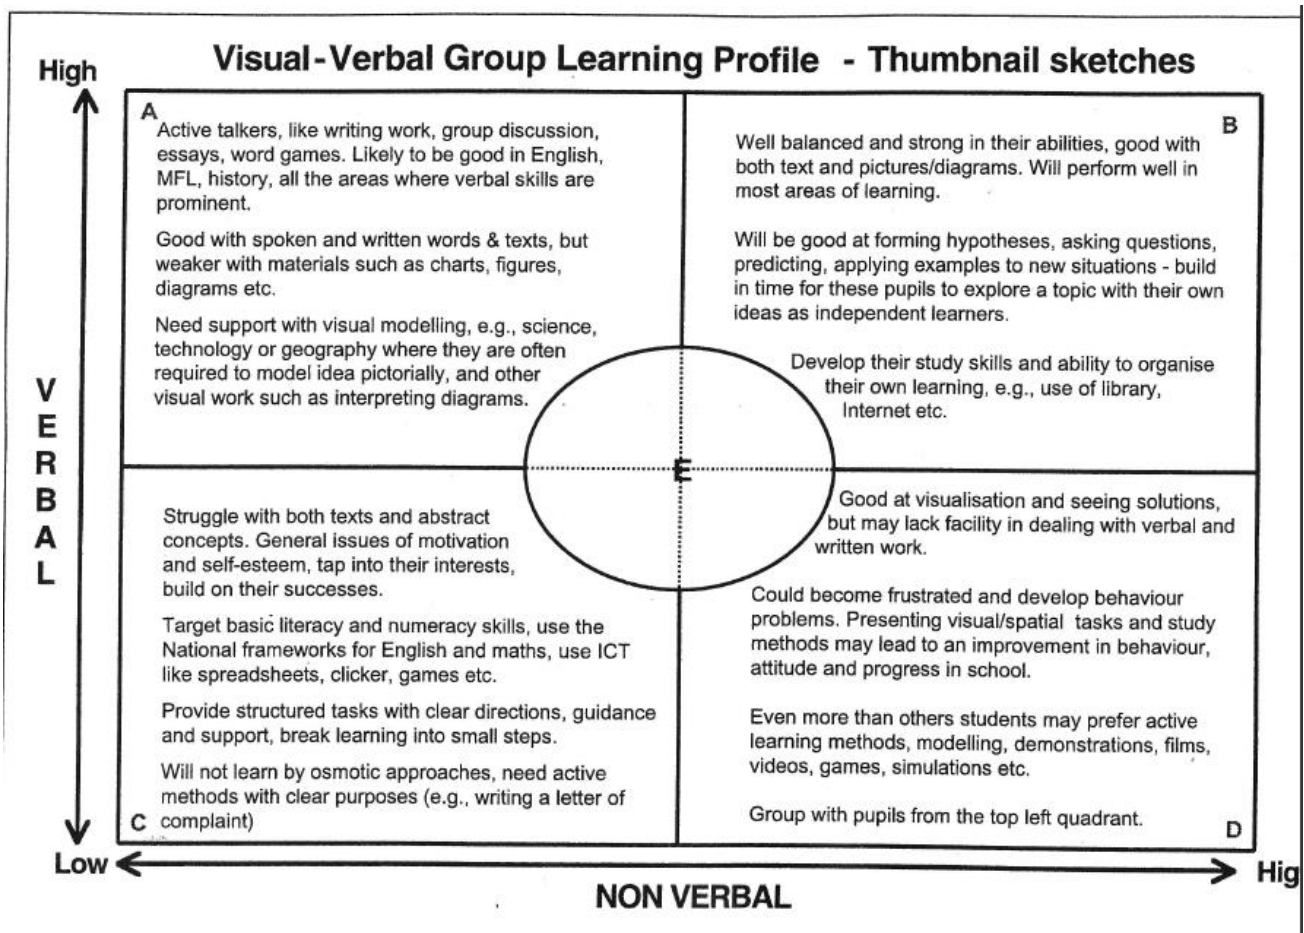 Visual-Verbal Group Learning Profile - Thumbnail sketches
High
A
Active talkers, like writing work, group discussion,
essays, word games. Likely to be good in English,
MFL, history, all the areas where verbal skills are
prominent.
Good with spoken and written words & texts, but
weaker with materials such as charts, figures,
diagrams etc.
Need support with visual modelling, e.g., science,
technology or geography where they are often
required to model idea pictorially, and other
visual work such as interpreting diagrams.
B
Well balanced and strong in their abilities, good with
both text and pictures/diagrams. Will perform well in
most areas of learning.
Will be good at forming hypotheses, asking questions,
predicting, applying examples to new situations - build
in time for these pupils to explore a topic with their own
ideas as independent learners.
Develop their study skills and ability to organise
their own learning, e.g., use of library,
Internet etc.
VERBAL
E
Struggle with both texts and abstract
concepts. General issues of motivation
and self-esteem, tap into their interests,
build on their successes.
Target basic literacy and numeracy skills, use the
National frameworks for English and maths, use ICT
like spreadsheets, clicker, games etc.
Provide structured tasks with clear directions, guidance
and support, break learning into small steps.
Will not learn by osmotic approaches, need active
methods with clear purposes (e.g., writing a letter of
complaint)
C
Good at visualisation and seeing solutions,
but may lack facility in dealing with verbal and
written work.
Could become frustrated and develop behaviour
problems. Presenting visual/spatial tasks and study
methods may lead to an improvement in behaviour,
attitude and progress in school.
Even more than others students may prefer active
learning methods, modelling, demonstrations, films,
videos, games, simulations etc.
Group with pupils from the top left quadrant.
D
Low
Hig
NON VERBAL